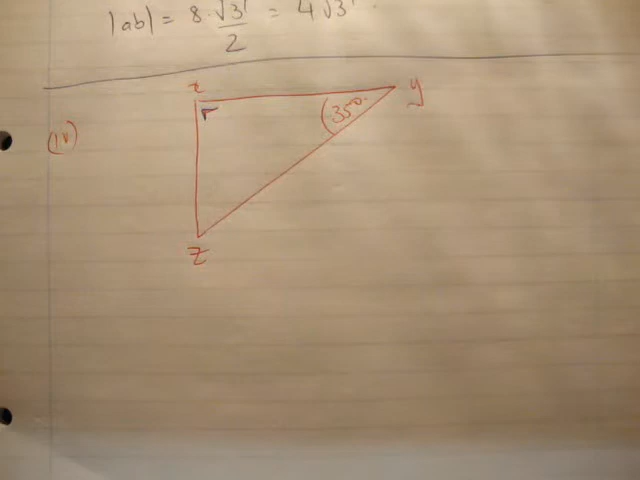 |ab| = 8·√3/2 = 4√3
x
y
35°
(iv)
z